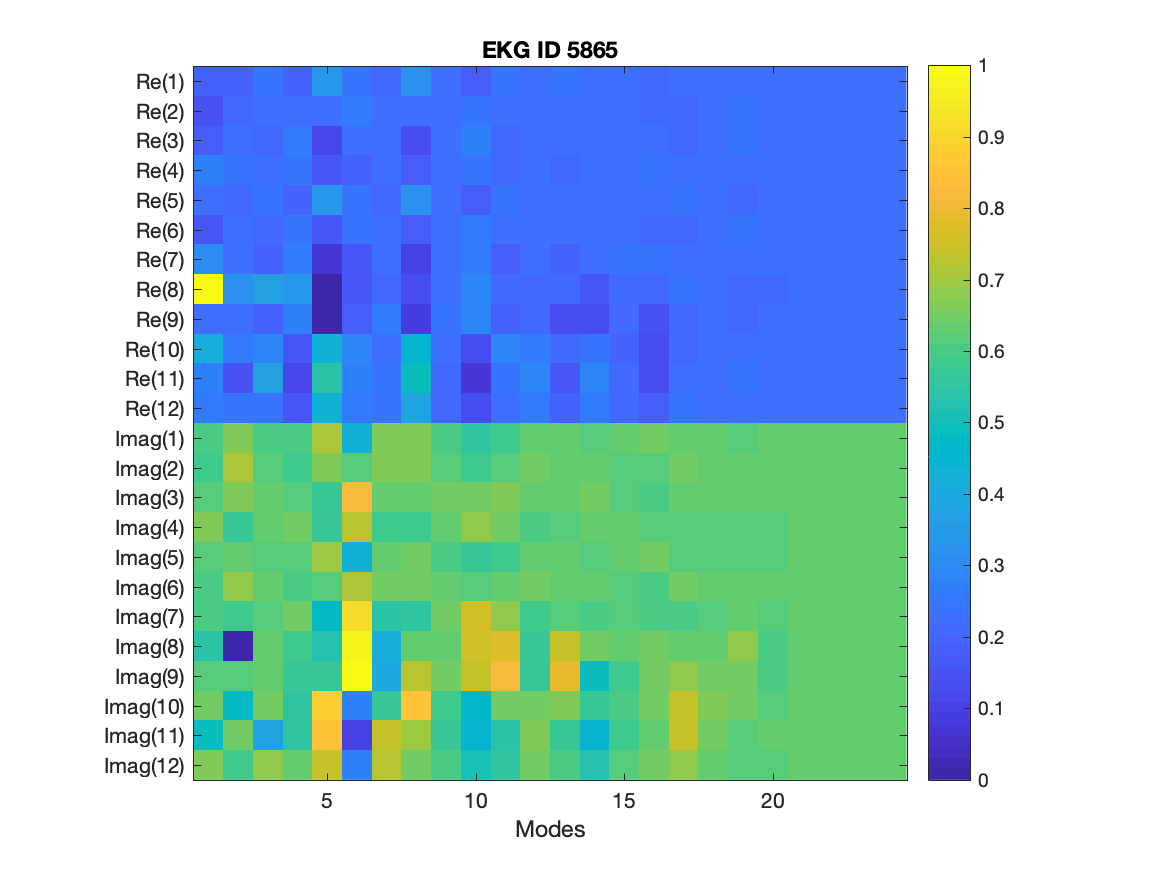 EKG ID 5865
Re(1)
Re(2)
Re(3)
Re(4)
Re(5)
Re(6)
Re(7)
Re(8)
Re(9)
Re(10)
Re(11)
Re(12)
Imag(1)
Imag(2)
Imag(3)
Imag(4)
Imag(5)
Imag(6)
Imag(7)
Imag(8)
Imag(9)
Imag(10)
Imag(11)
Imag(12)
5 10 15 20
Modes
1
0.9
0.8
0.7
0.6
0.5
0.4
0.3
0.2
0.1
0